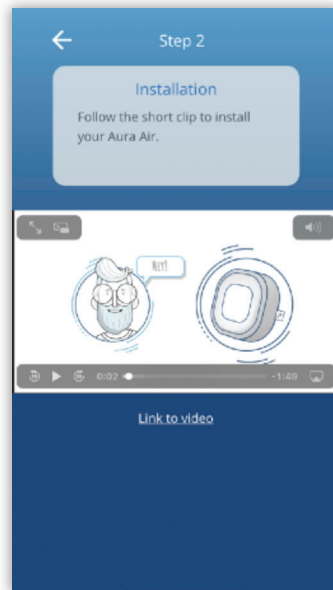 Step 2
Installation
Follow the short clip to install
your Aura Air.
HEY!
0:02
-1:49
Link to video